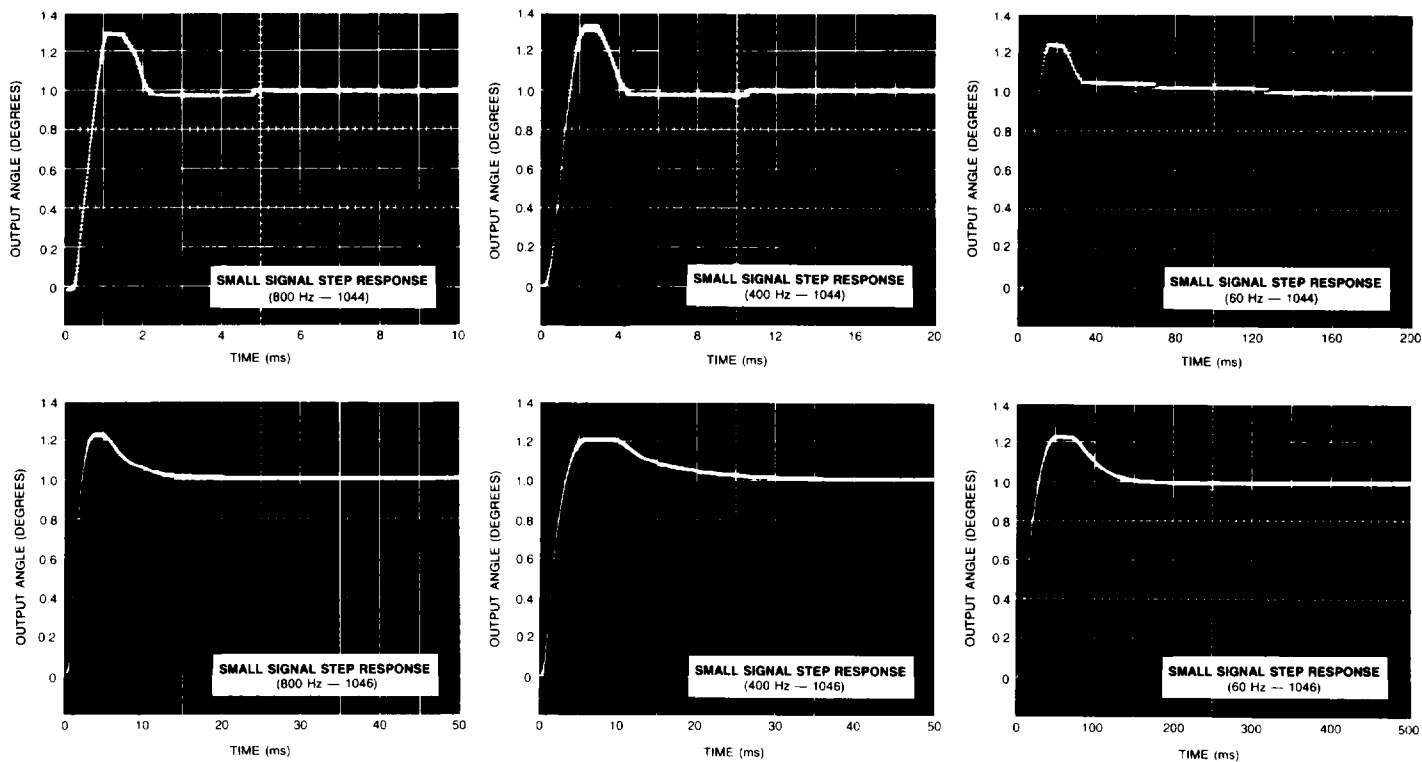 OUTPUT ANGLE (DEGREES)
1.4
1.2
1.0
0.8
0.6
0.4
0.2
0
SMALL SIGNAL STEP RESPONSE
(800 Hz — 1044)
0 2 4 6 8 10
TIME (ms)
OUTPUT ANGLE (DEGREES)
1.4
1.2
1.0
0.8
0.6
0.4
0.2
0
SMALL SIGNAL STEP RESPONSE
(400 Hz — 1044)
0 4 8 12 16 20
TIME (ms)
OUTPUT ANGLE (DEGREES)
1.4
1.2
1.0
0.8
0.6
0.4
0.2
0
SMALL SIGNAL STEP RESPONSE
(60 Hz — 1044)
0 40 80 120 160 200
TIME (ms)
OUTPUT ANGLE (DEGREES)
1.4
1.2
1.0
0.8
0.6
0.4
0.2
0
SMALL SIGNAL STEP RESPONSE
(800 Hz — 1046)
0 10 20 30 40 50
TIME (ms)
OUTPUT ANGLE (DEGREES)
1.4
1.2
1.0
0.8
0.6
0.4
0.2
0
SMALL SIGNAL STEP RESPONSE
(400 Hz — 1046)
0 10 20 30 40 50
TIME (ms)
OUTPUT ANGLE (DEGREES)
1.4
1.2
1.0
0.8
0.6
0.4
0.2
0
SMALL SIGNAL STEP RESPONSE
(60 Hz — 1046)
0 100 200 300 400 500
TIME (ms)